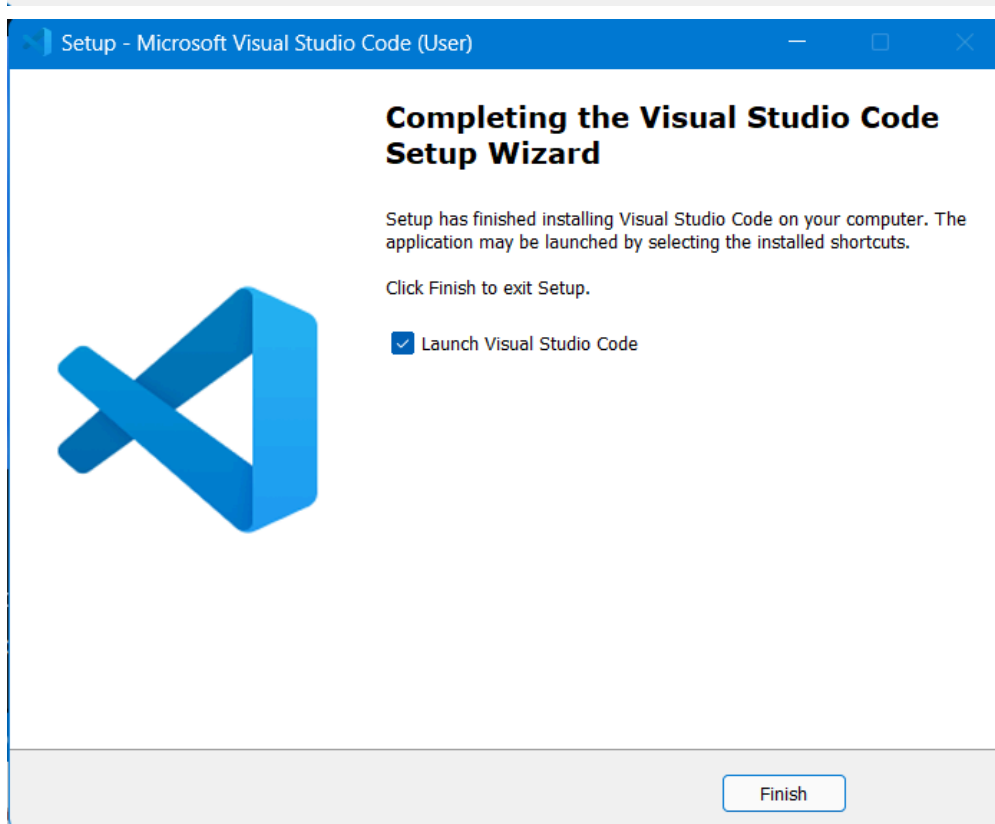 Setup - Microsoft Visual Studio Code (User)
Completing the Visual Studio Code
Setup Wizard
Setup has finished installing Visual Studio Code on your computer. The
application may be launched by selecting the installed shortcuts.
Click Finish to exit Setup.
Launch Visual Studio Code
Finish